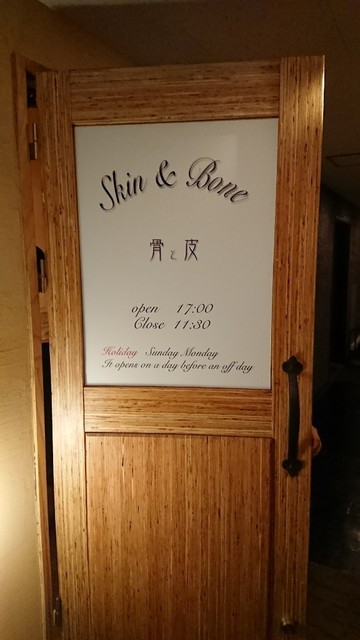 Skin & Bone
骨と皮
open 17:00
Close 11:30
Holiday Sunday Monday
It opens on a day before an off day